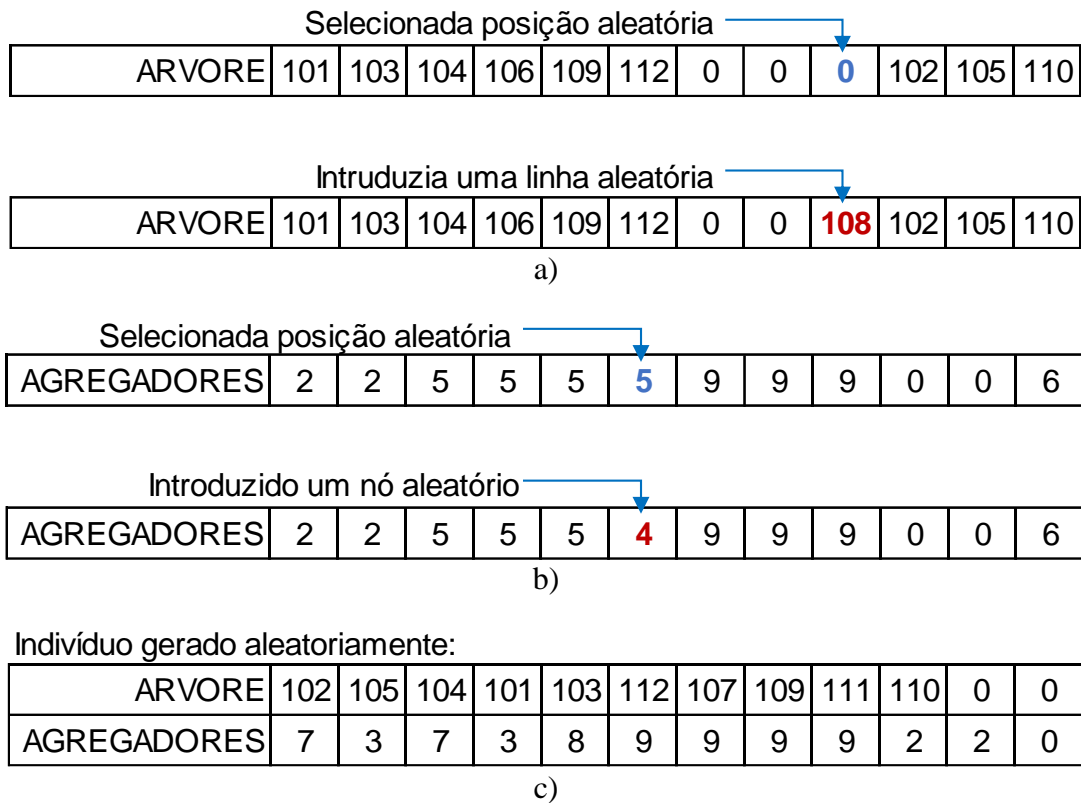 Selecionada posição aleatória
ARVORE 101 103 104 106 109 112 0 0 0 102 105 110
Intruduzia uma linha aleatória
ARVORE 101 103 104 106 109 112 0 0 108 102 105 110
a)
Selecionada posição aleatória
AGREGADORES 2 2 5 5 5 5 9 9 9 0 0 6
Introduzido um nó aleatório
AGREGADORES 2 2 5 5 5 4 9 9 9 0 0 6
b)
Indivíduo gerado aleatoriamente:
ARVORE 102 105 104 101 103 112 107 109 111 110 0 0
AGREGADORES 7 3 7 3 8 9 9 9 9 2 2 0
c)